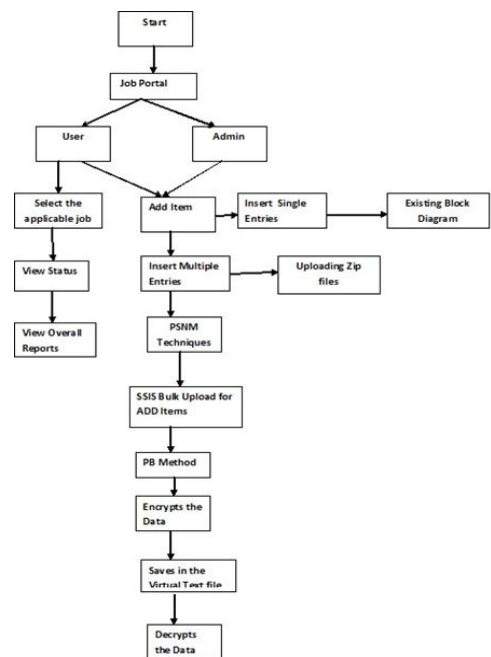 Start
Job Portal
User
Admin
Select the
applicable job
Add Item
Insert Single
Entries
Existing Block
Diagram
View Status
Insert Multiple
Entries
Uploading Zip
files
View Overall
Reports
PSNM
Techniques
SSIS Bulk Upload for
ADD Items
PB Method
Encrypts the
Data
Saves in the
Virtual Text file
Decrypts
the Data